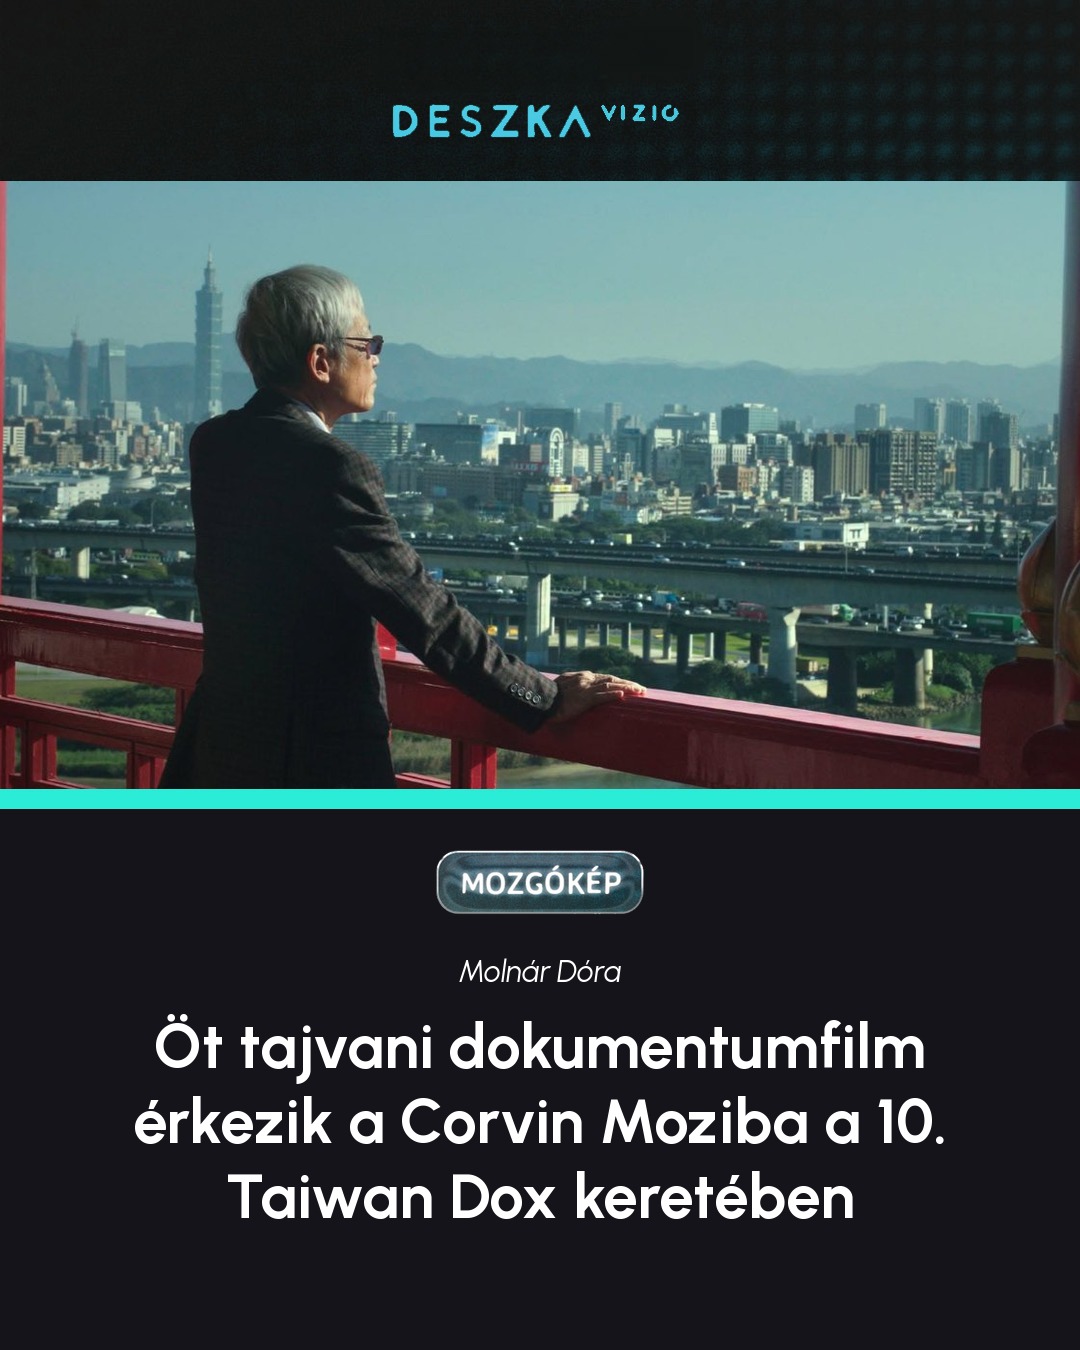 DESZKA VIZIO
MOZGÓKÉP
Molnár Dóra
Öt tajvani dokumentumfilm
érkezik a Corvin Moziba a 10.
Taiwan Dox keretében